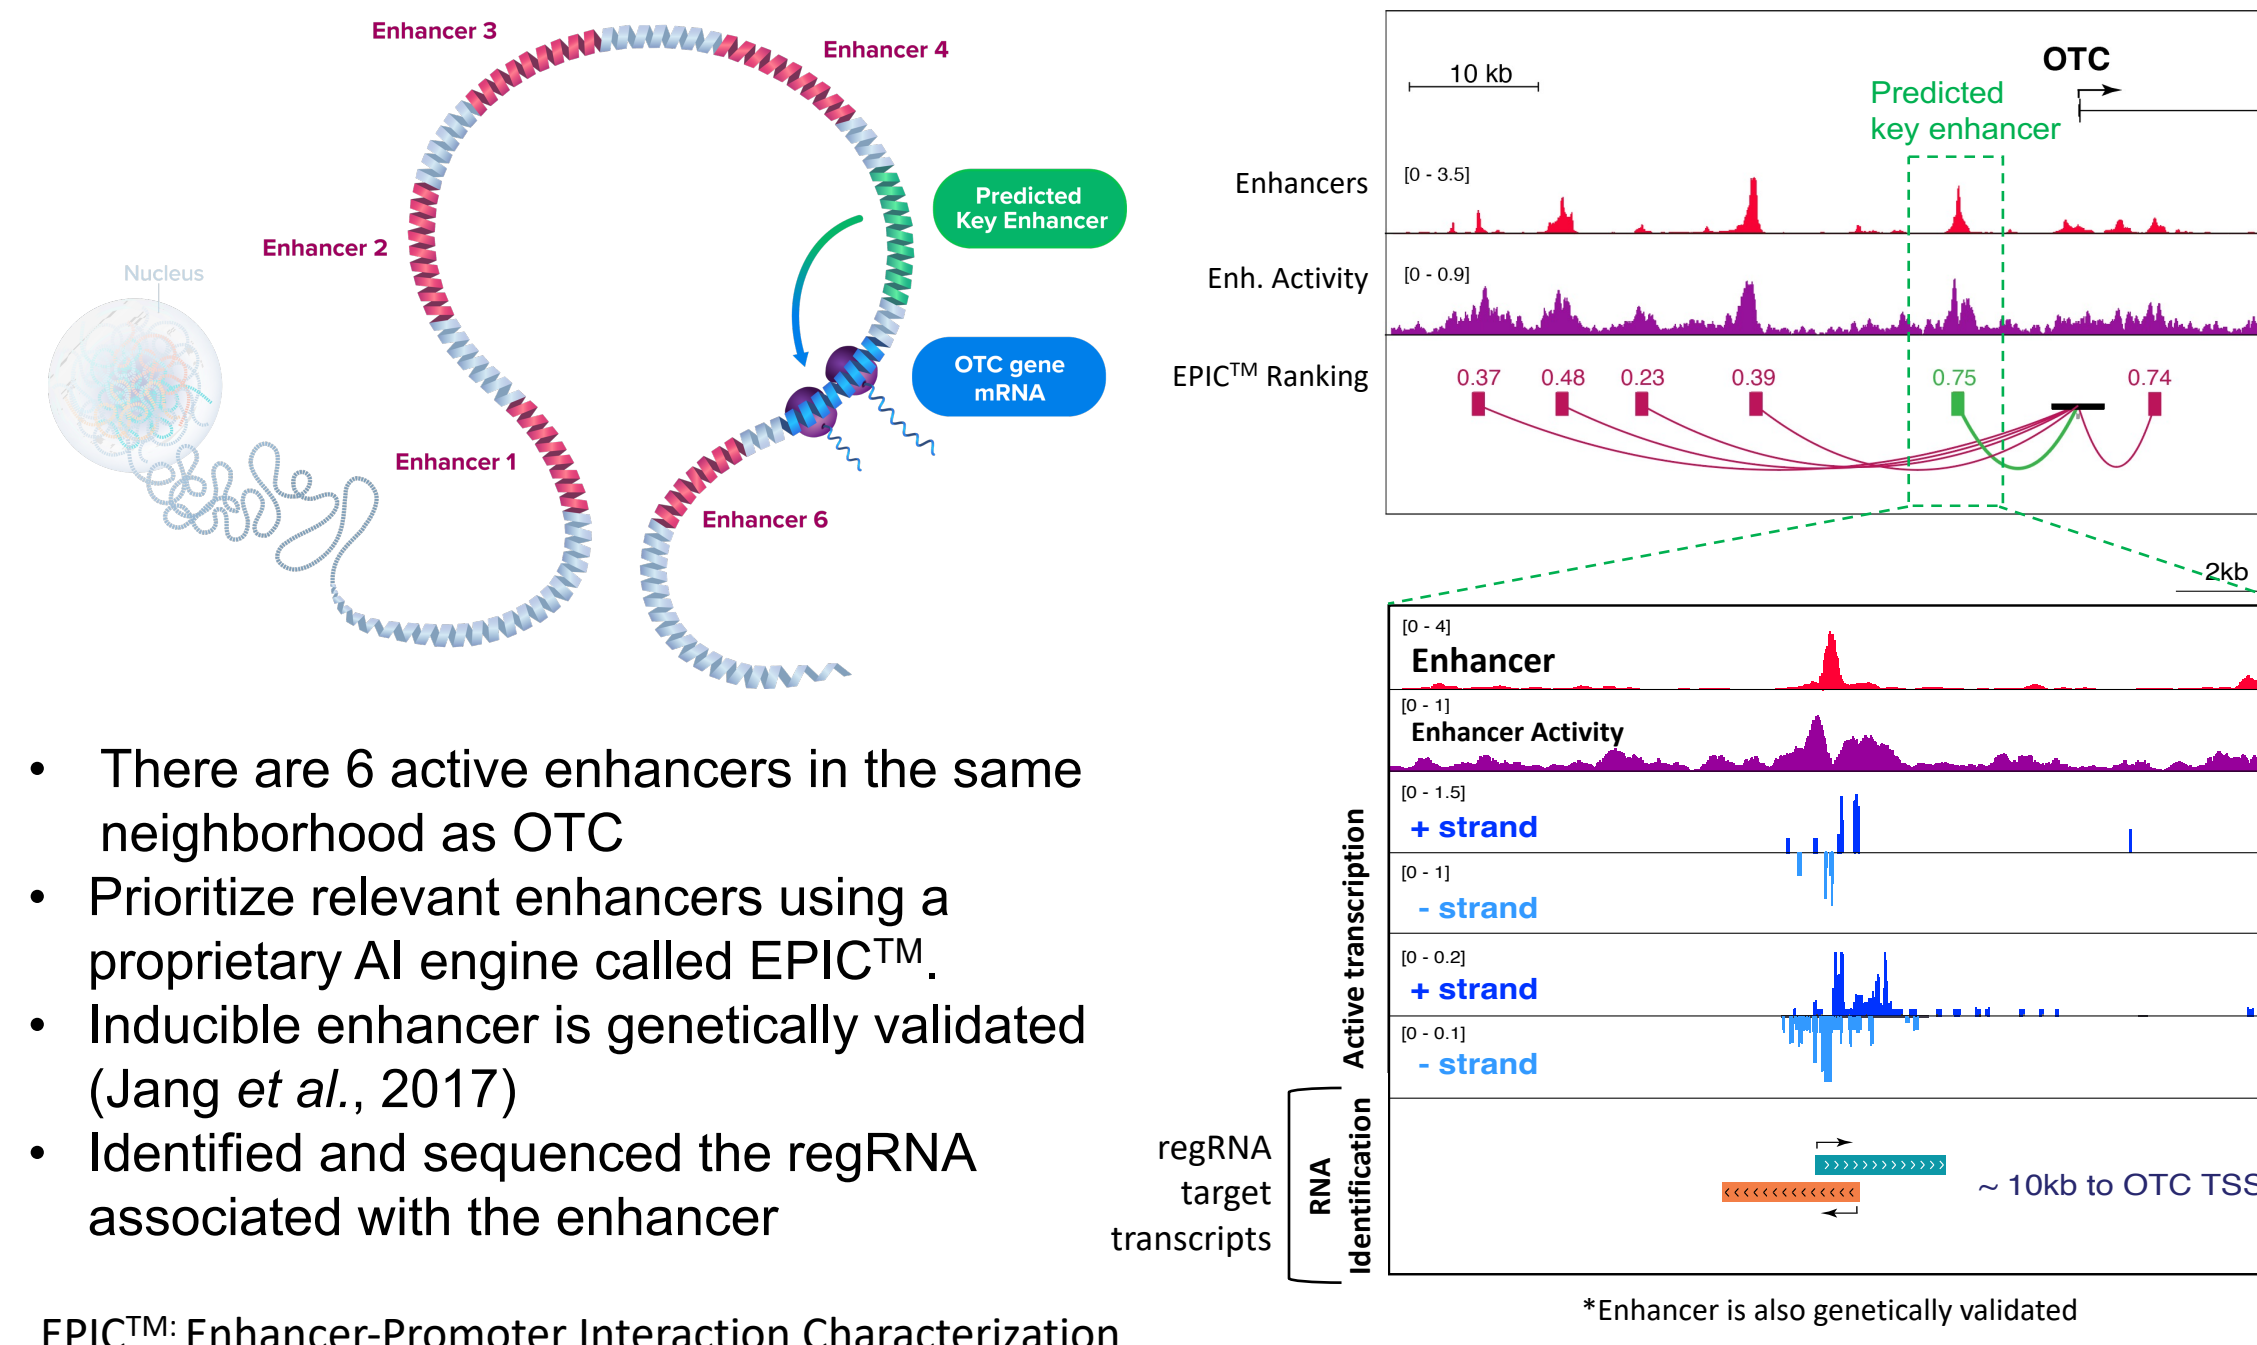 Enhancer 3
Enhancer 4
Predicted
Key Enhancer
Enhancer 2
Nucleus
OTC gene
mRNA
Enhancer 1
Enhancer 6
• There are 6 active enhancers in the same
neighborhood as OTC
• Prioritize relevant enhancers using a
proprietary AI engine called EPIC™.
• Inducible enhancer is genetically validated
(Jang et al., 2017)
• Identified and sequenced the regRNA
associated with the enhancer
EPIC™: Enhancer-Promoter Interaction Characterization
10 kb
OTC
Predicted
key enhancer
Enhancers
[0 - 3.5]
Enh. Activity
[0 - 0.9]
EPIC™ Ranking
0.37 0.48 0.23 0.39 0.75 0.74
2kb
[0 - 4]
Enhancer
[0 - 1]
Enhancer Activity
Active transcription
[0 - 1.5]
+ strand
[0 - 1]
- strand
[0 - 0.2]
+ strand
[0 - 0.1]
- strand
regRNA
target
transcripts
RNA
Identification
~ 10kb to OTC TSS
*Enhancer is also genetically validated